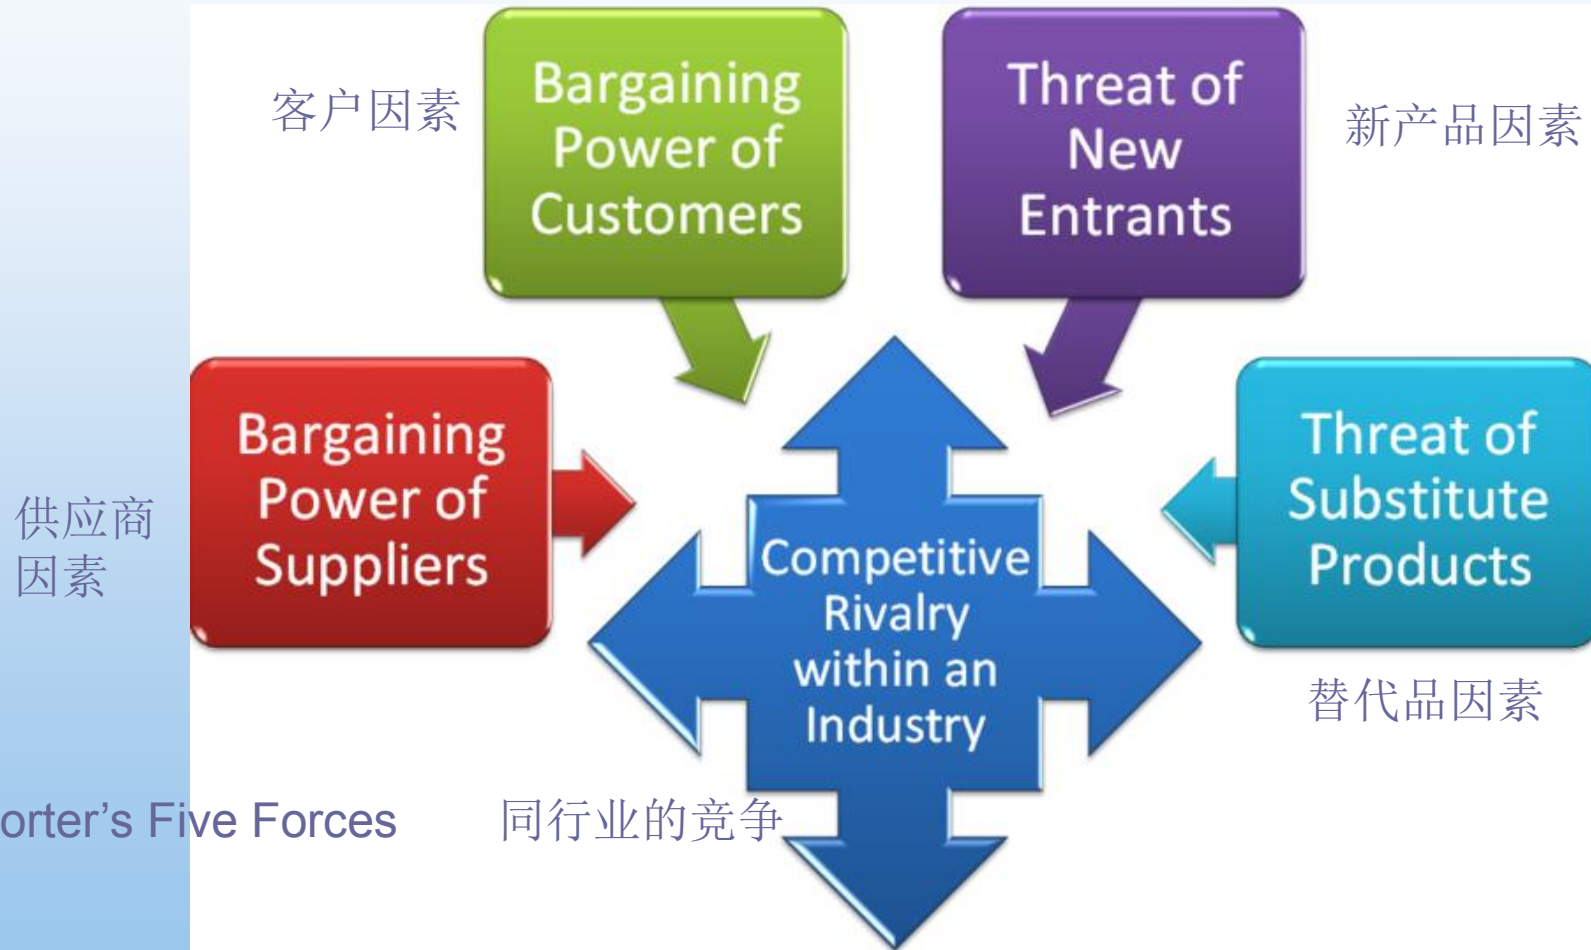 客户因素
Bargaining
Power of
Customers
Threat of
New
Entrants
新产品因素
供应商
因素
Bargaining
Power of
Suppliers
Competitive
Rivalry
within an
Industry
Threat of
Substitute
Products
替代品因素
orter's Five Forces
同行业的竞争